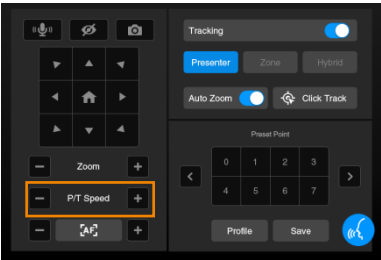 Tracking
Presenter Zone Hybrid
Auto Zoom Click Track
Zoom
P/T Speed
AF
Preset Point
0 1 2 3
4 5 6 7
Profile Save